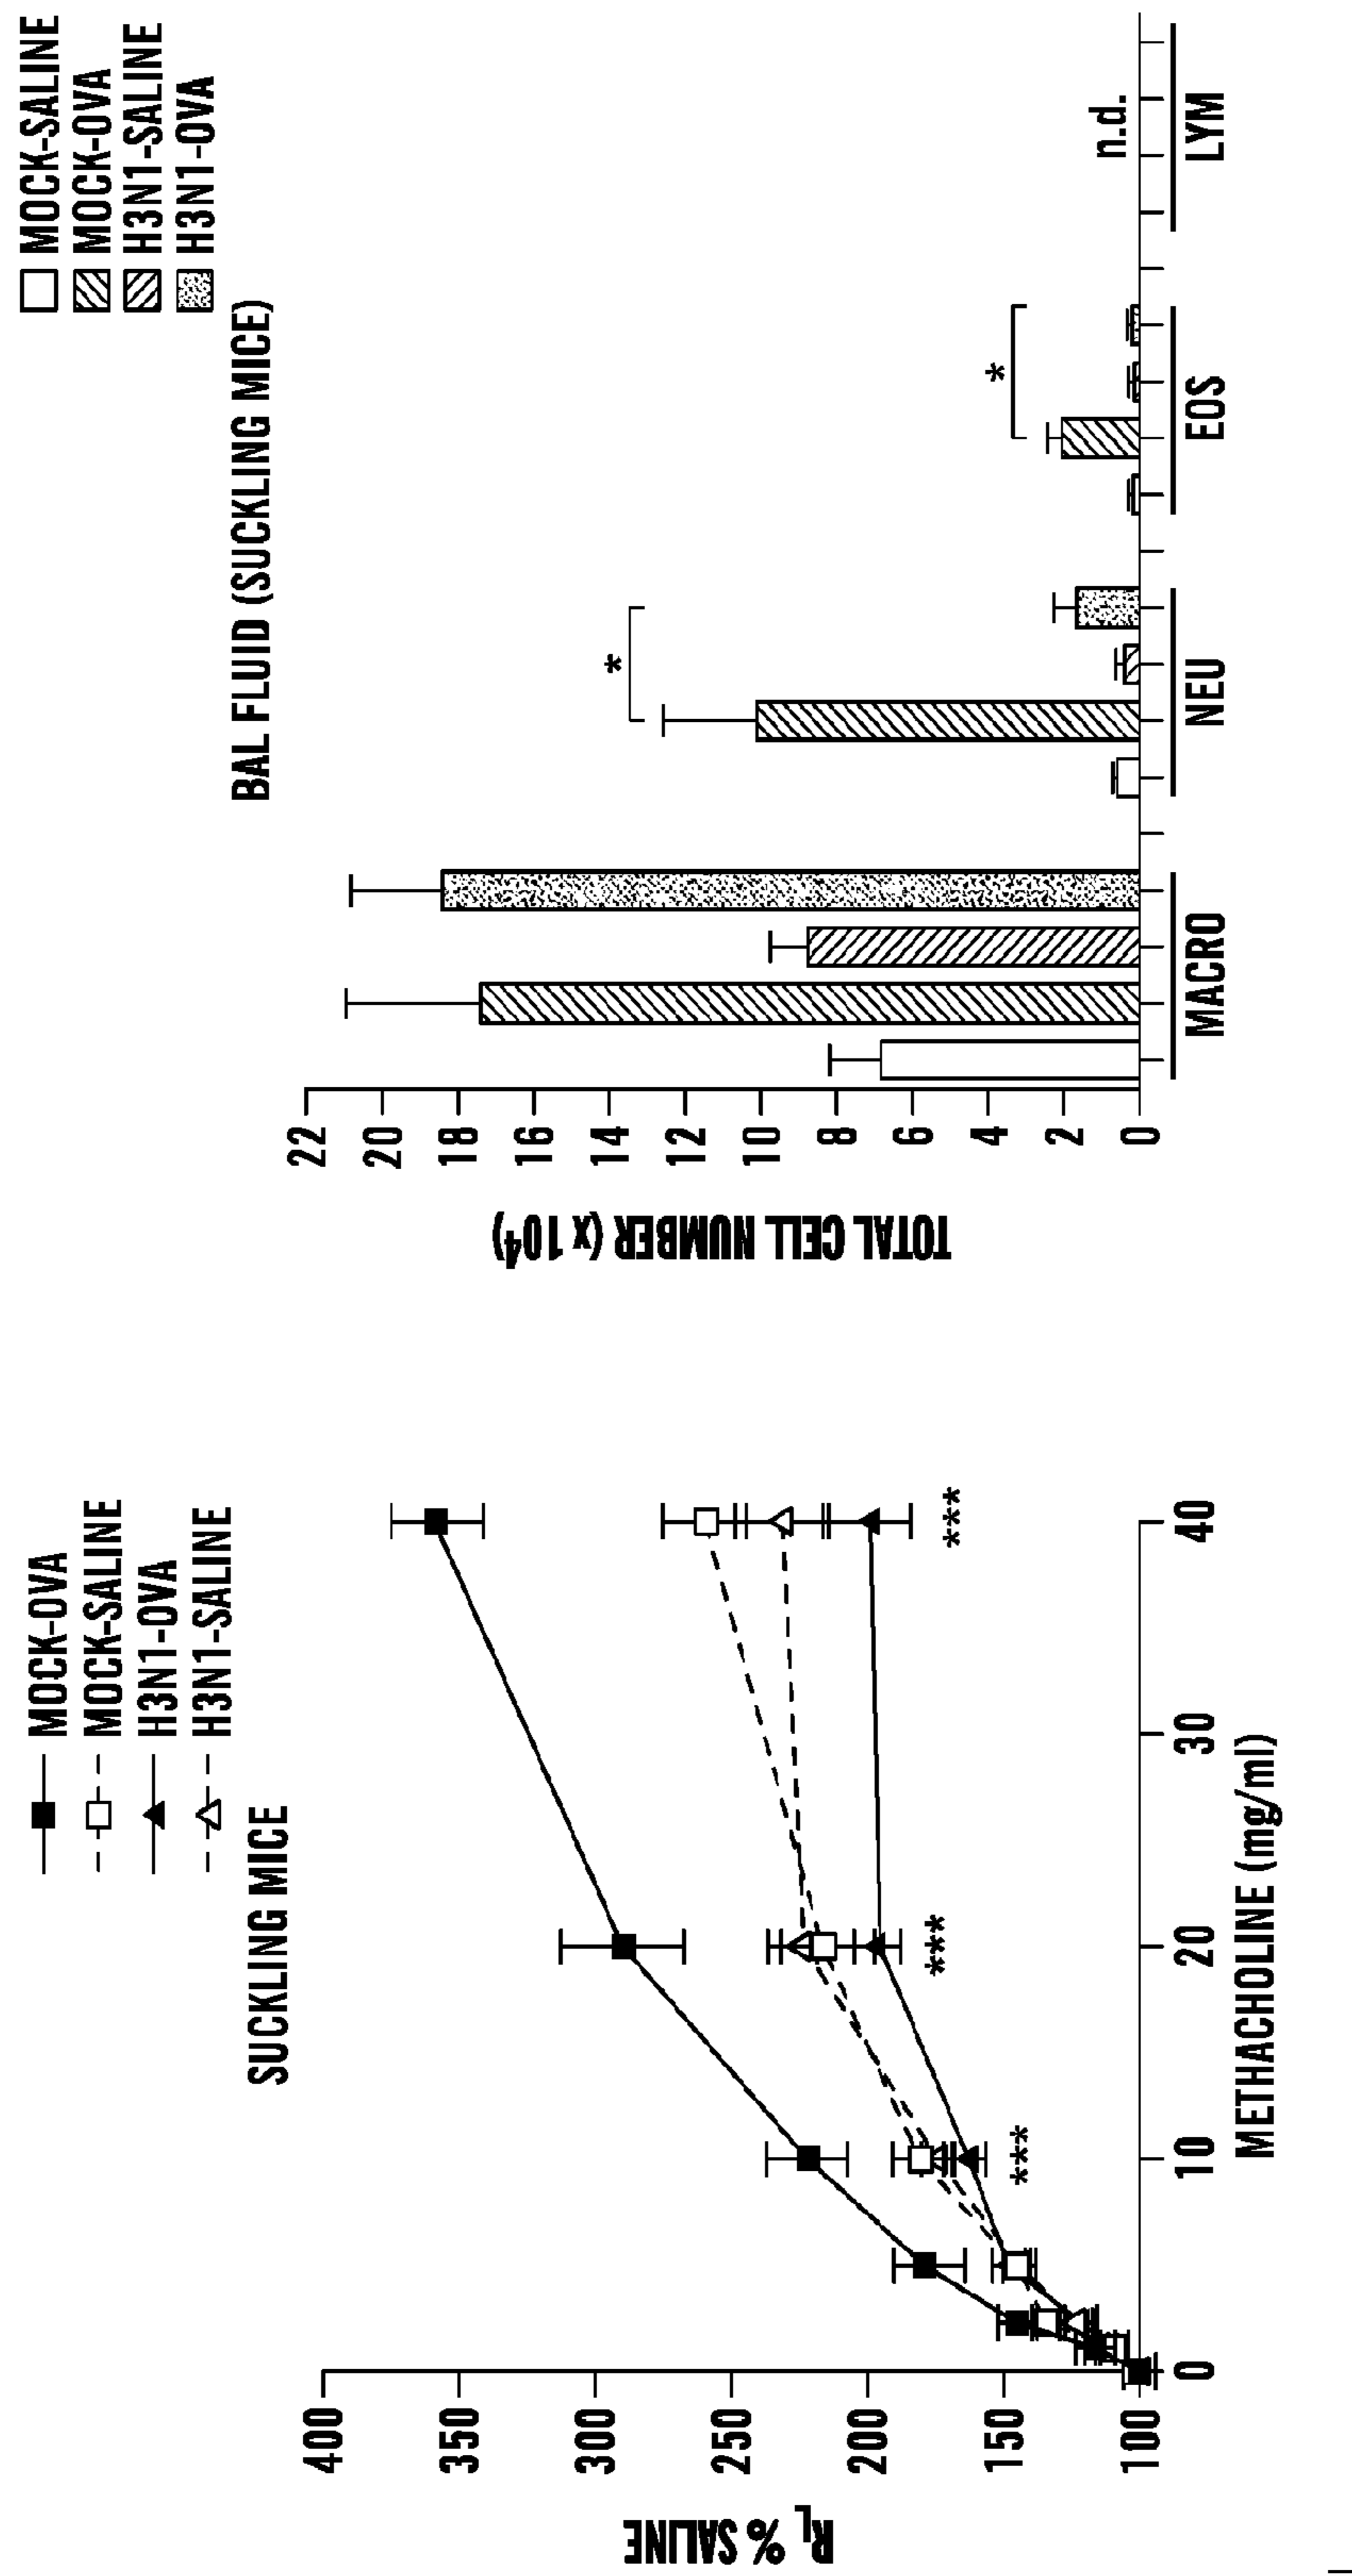 MOCK-OVA
MOCK-SALINE
H3N1-OVA
H3N1-SALINE
SUCKLING MICE
400
350
300
250
200
150
100
R_L % SALINE
***
***
***
0
10
20
30
40
METHACHOLINE (mg/ml)
MOCK-SALINE
MOCK-OVA
H3N1-SALINE
H3N1-OVA
BAL FLUID (SUCKLING MICE)
22
20
18
16
14
12
10
8
6
4
2
0
TOTAL CELL NUMBER (x 10⁴)
*
*
n.d.
MACRO
NEU
EOS
LYM